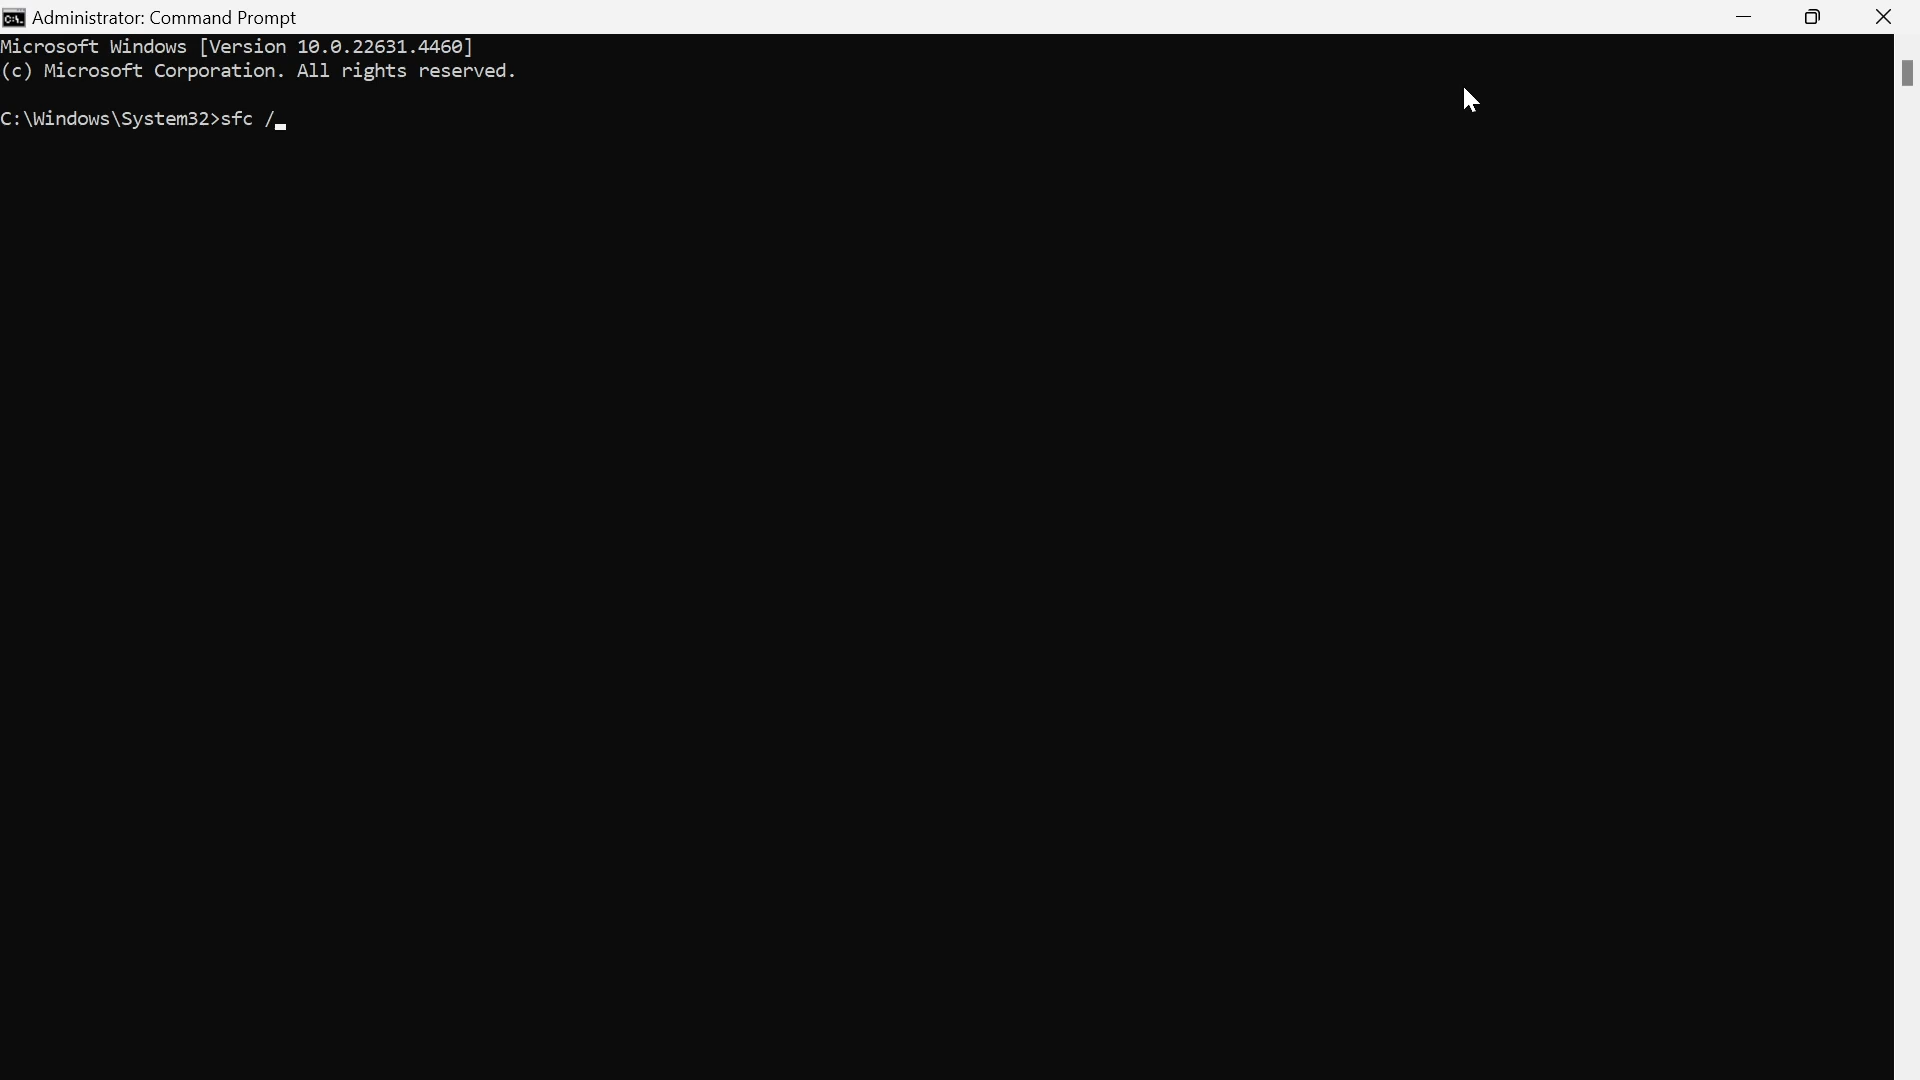 Administrator: Command Prompt
Microsoft Windows [Version 10.0.22631.4460]
(c) Microsoft Corporation. All rights reserved.
C:\Windows\System32>sfc /_